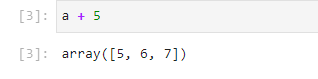 [3]: a + 5
[3]: array([5, 6, 7])